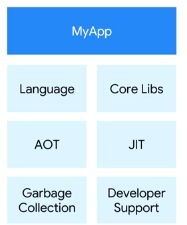 MyApp
Language
Core Libs
AOT
JIT
Garbage
Collection
Developer
Support